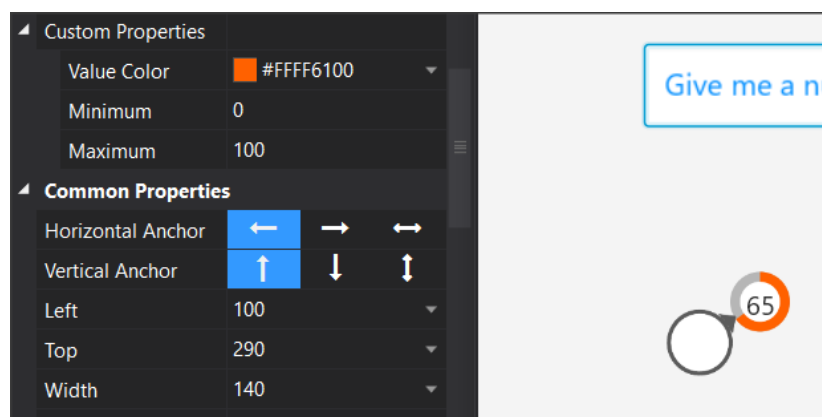 Custom Properties
Value Color #FFFF6100
Minimum 0
Maximum 100
Common Properties
Horizontal Anchor
Vertical Anchor
Left 100
Top 290
Width 140
Give me a
65